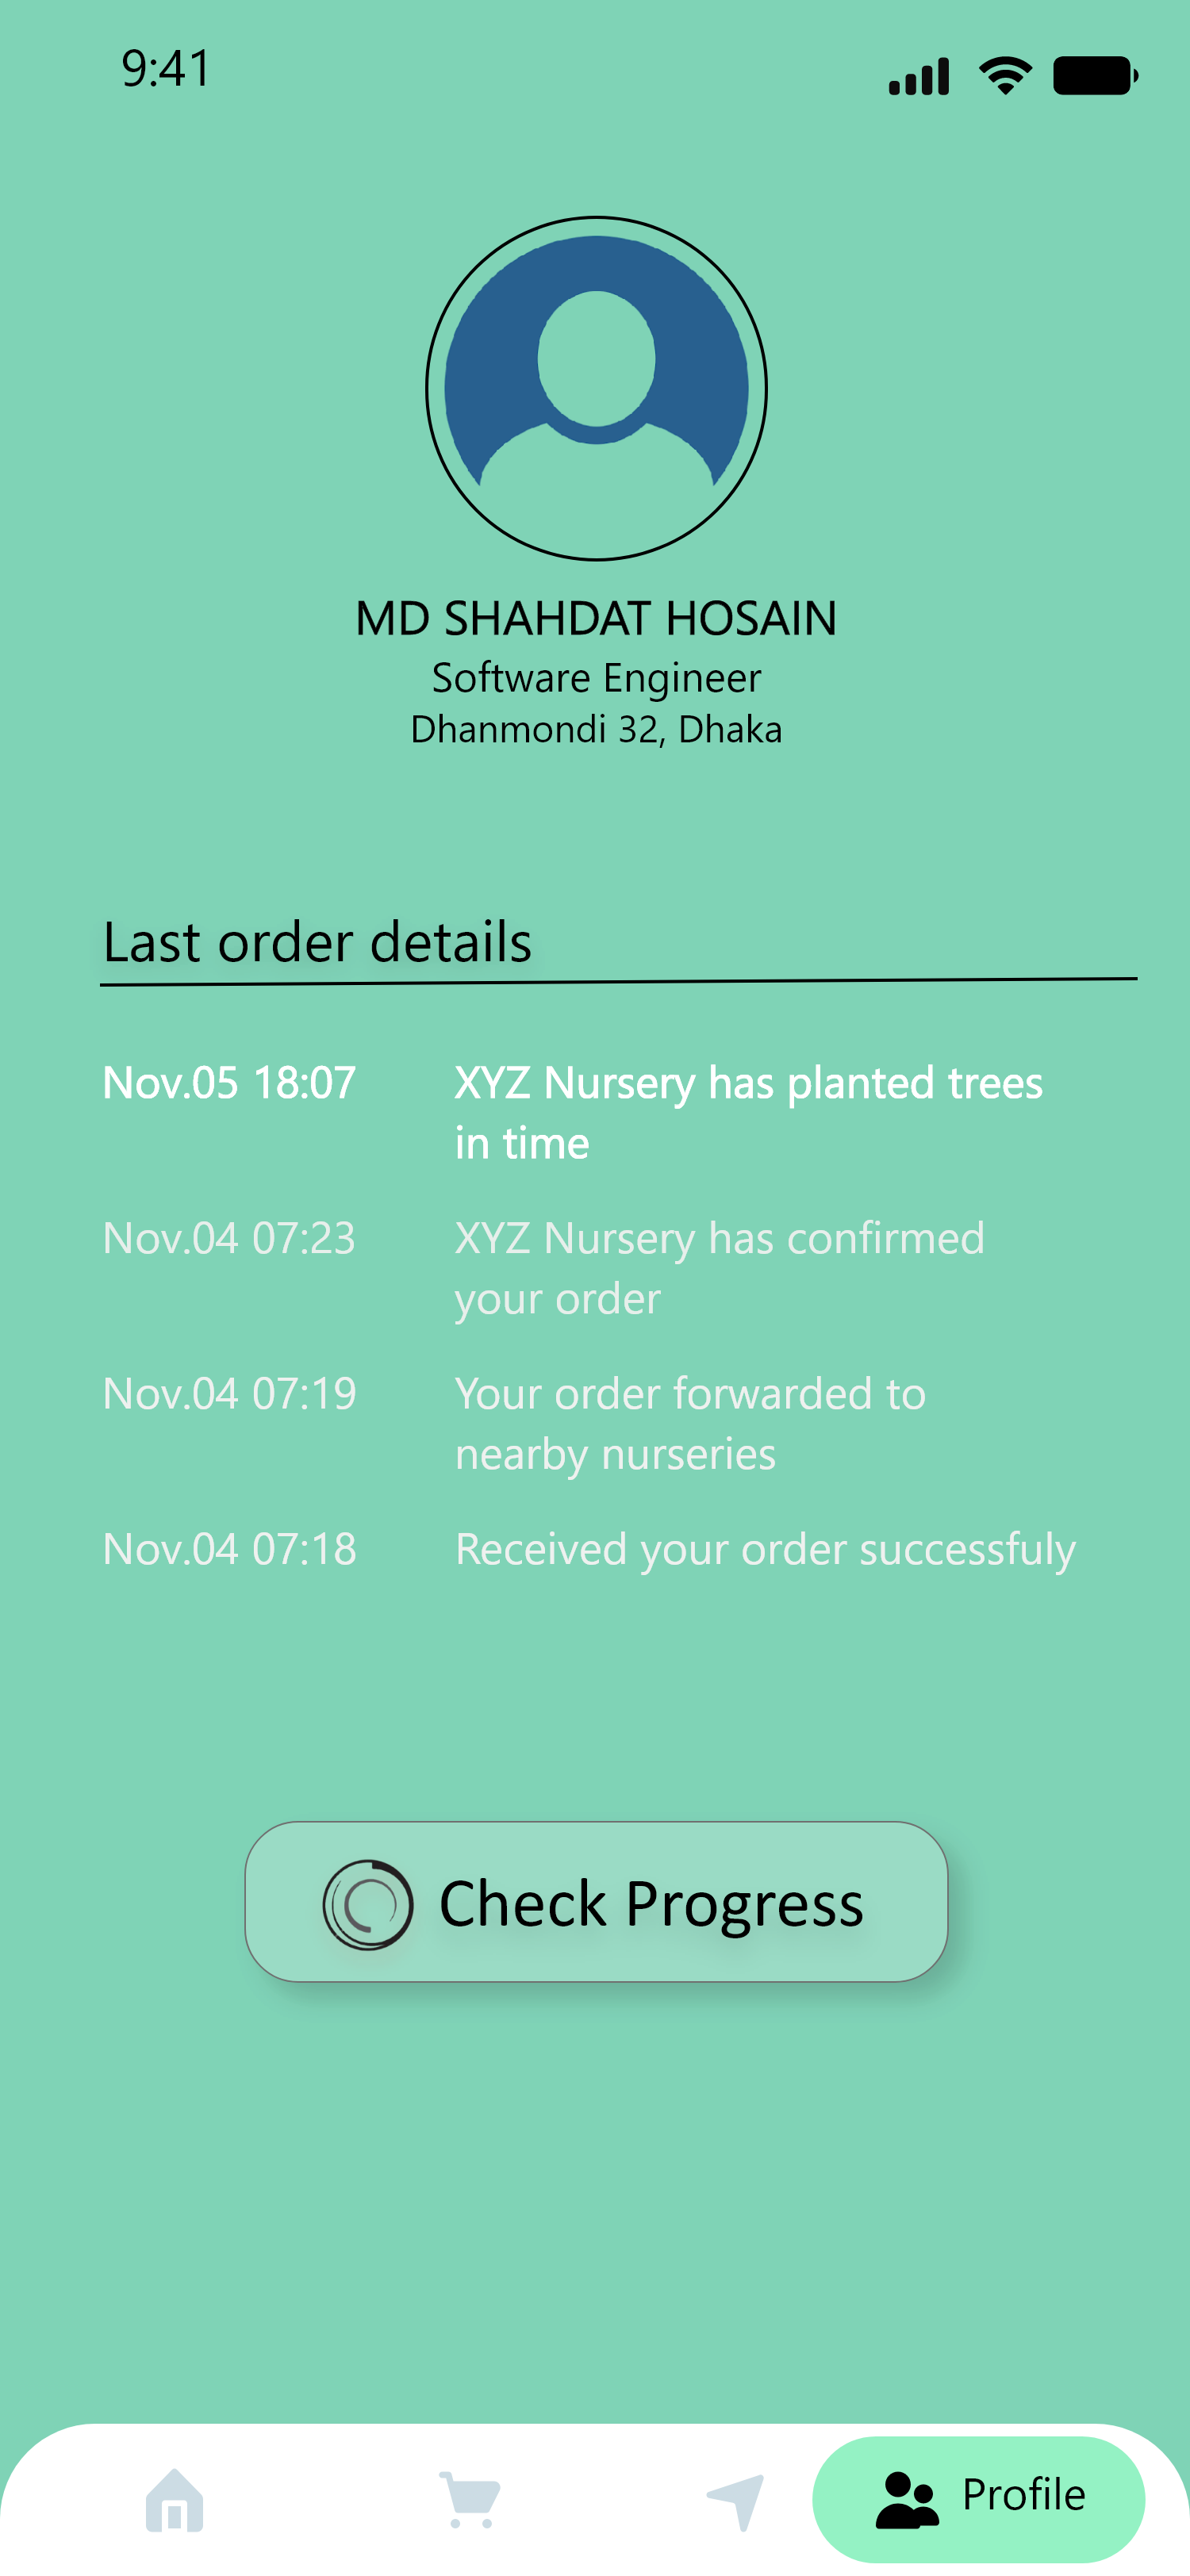 9:41
MD SHAHDAT HOSAIN
Software Engineer
Dhanmondi 32, Dhaka
Last order details
Nov.05 18:07 XYZ Nursery has planted trees
in time
Nov.04 07:23 XYZ Nursery has confirmed
your order
Nov.04 07:19 Your order forwarded to
nearby nurseries
Nov.04 07:18 Received your order successfuly
Check Progress
Profile